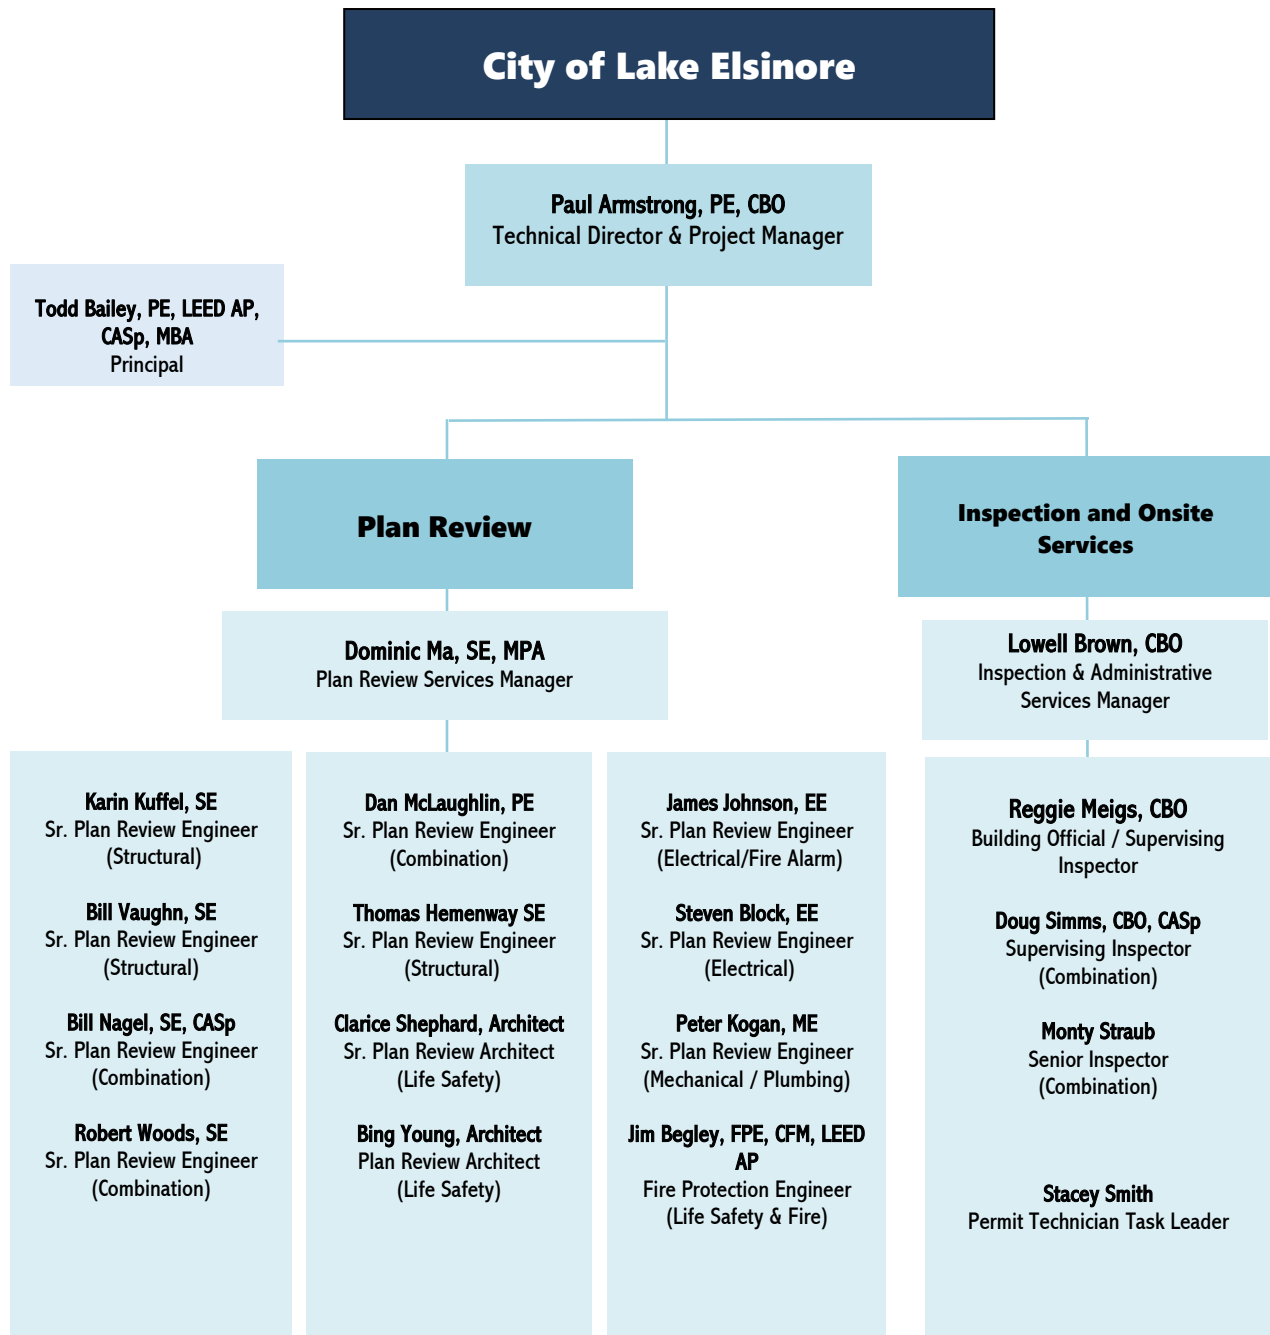 City of Lake Elsinore
Paul Armstrong, PE, CBO
Technical Director & Project Manager
Todd Bailey, PE, LEED AP,
CASp, MBA
Principal
Plan Review
Inspection and Onsite
Services
Dominic Ma, SE, MPA
Plan Review Services Manager
Lowell Brown, CBO
Inspection & Administrative
Services Manager
Karin Kuffel, SE
Sr. Plan Review Engineer
(Structural)
Bill Vaughn, SE
Sr. Plan Review Engineer
(Structural)
Bill Nagel, SE, CASp
Sr. Plan Review Engineer
(Combination)
Robert Woods, SE
Sr. Plan Review Engineer
(Combination)
Dan McLaughlin, PE
Sr. Plan Review Engineer
(Combination)
Thomas Hemenway SE
Sr. Plan Review Engineer
(Structural)
Clarice Shephard, Architect
Sr. Plan Review Architect
(Life Safety)
Bing Young, Architect
Plan Review Architect
(Life Safety)
James Johnson, EE
Sr. Plan Review Engineer
(Electrical/Fire Alarm)
Steven Block, EE
Sr. Plan Review Engineer
(Electrical)
Peter Kogan, ME
Sr. Plan Review Engineer
(Mechanical / Plumbing)
Jim Begley, FPE, CFM, LEED
AP
Fire Protection Engineer
(Life Safety & Fire)
Reggie Meigs, CBO
Building Official / Supervising
Inspector
Doug Simms, CBO, CASp
Supervising Inspector
(Combination)
Monty Straub
Senior Inspector
(Combination)
Stacey Smith
Permit Technician Task Leader